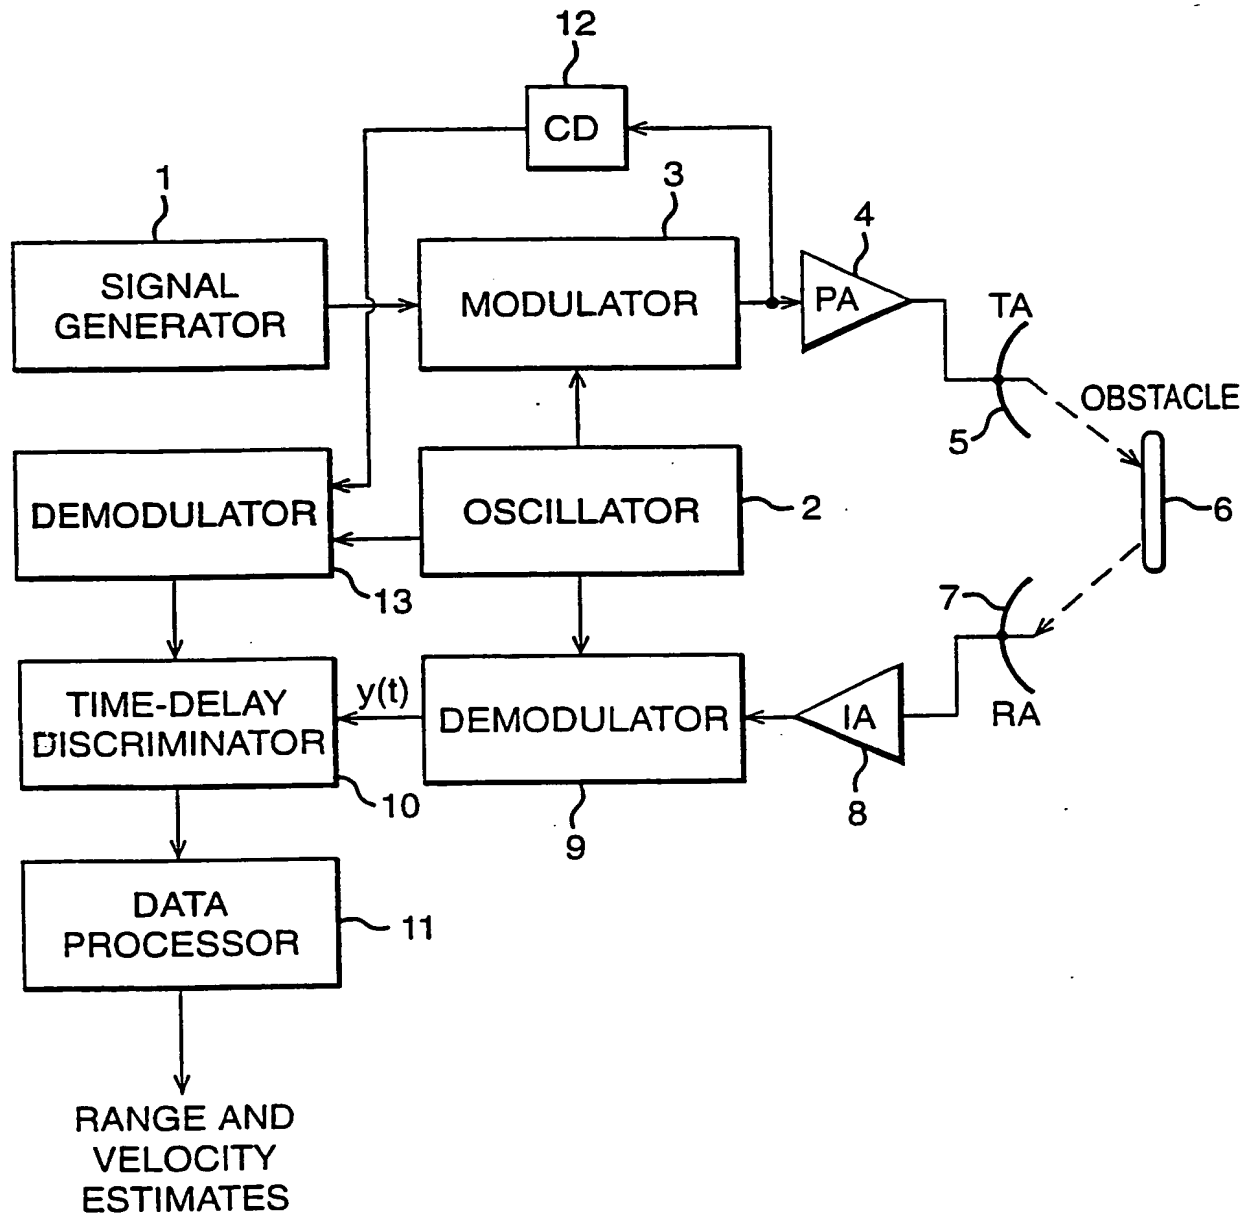 12
CD
1
3
4
SIGNAL
GENERATOR
MODULATOR
PA
TA
OBSTACLE
5
DEMODULATOR
OSCILLATOR
2
6
13
7
TIME-DELAY
DISCRIMINATOR
y(t)
DEMODULATOR
IA
RA
10
8
9
DATA
PROCESSOR
11
RANGE AND
VELOCITY
ESTIMATES